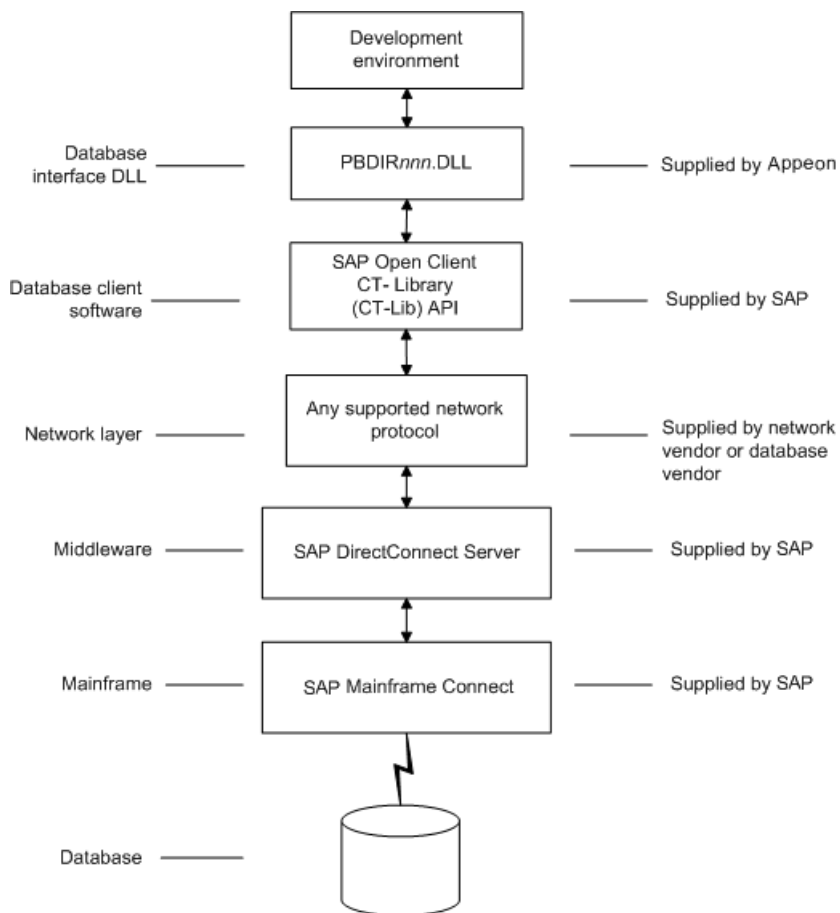 Development
environment
Database
interface DLL
PBDIRnnn.DLL
Supplied by Appeon
Database client
software
SAP Open Client
CT- Library
(CT-Lib) API
Supplied by SAP
Network layer
Any supported network
protocol
Supplied by network
vendor or database
vendor
Middleware
SAP DirectConnect Server
Supplied by SAP
Mainframe
SAP Mainframe Connect
Supplied by SAP
Database